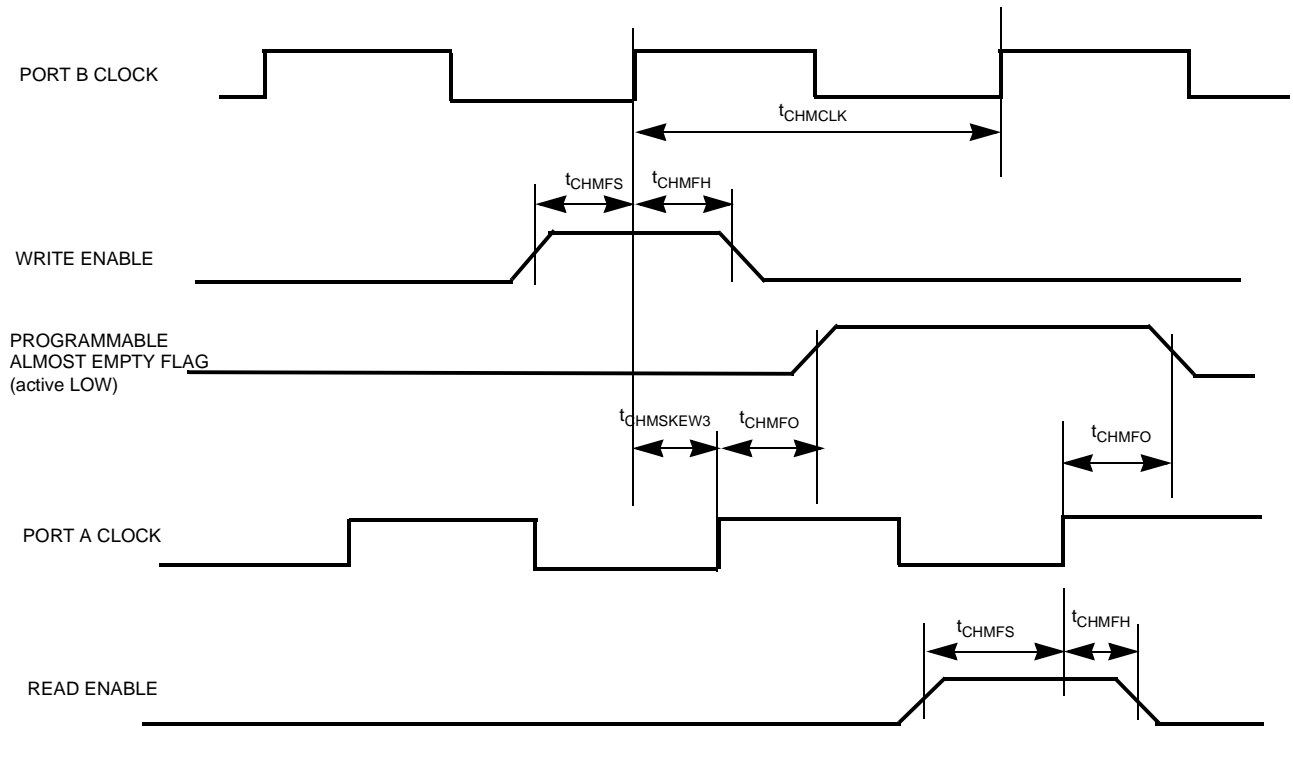 PORT B CLOCK
tCHMCLK
tCHMFS
tCHMFH
WRITE ENABLE
PROGRAMMABLE
ALMOST EMPTY FLAG
(active LOW)
tCHMSKEW3
tCHMFO
tCHMFO
PORT A CLOCK
tCHMFS
tCHMFH
READ ENABLE